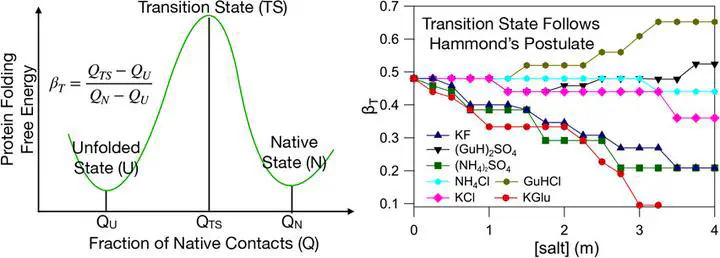 Transition State (TS)
Protein Folding
Free Energy
β_T = (Q_TS − Q_U) / (Q_N − Q_U)
Unfolded
State (U)
Native
State (N)
Q_U
Q_TS
Q_N
Fraction of Native Contacts (Q)
Transition State Follows
Hammond's Postulate
β_T
0.7
0.6
0.5
0.4
0.3
0.2
0.1
KF
(GuH)₂SO₄
(NH₄)₂SO₄
NH₄Cl
GuHCl
KCl
KGlu
0 1 2 3 4
[salt] (m)